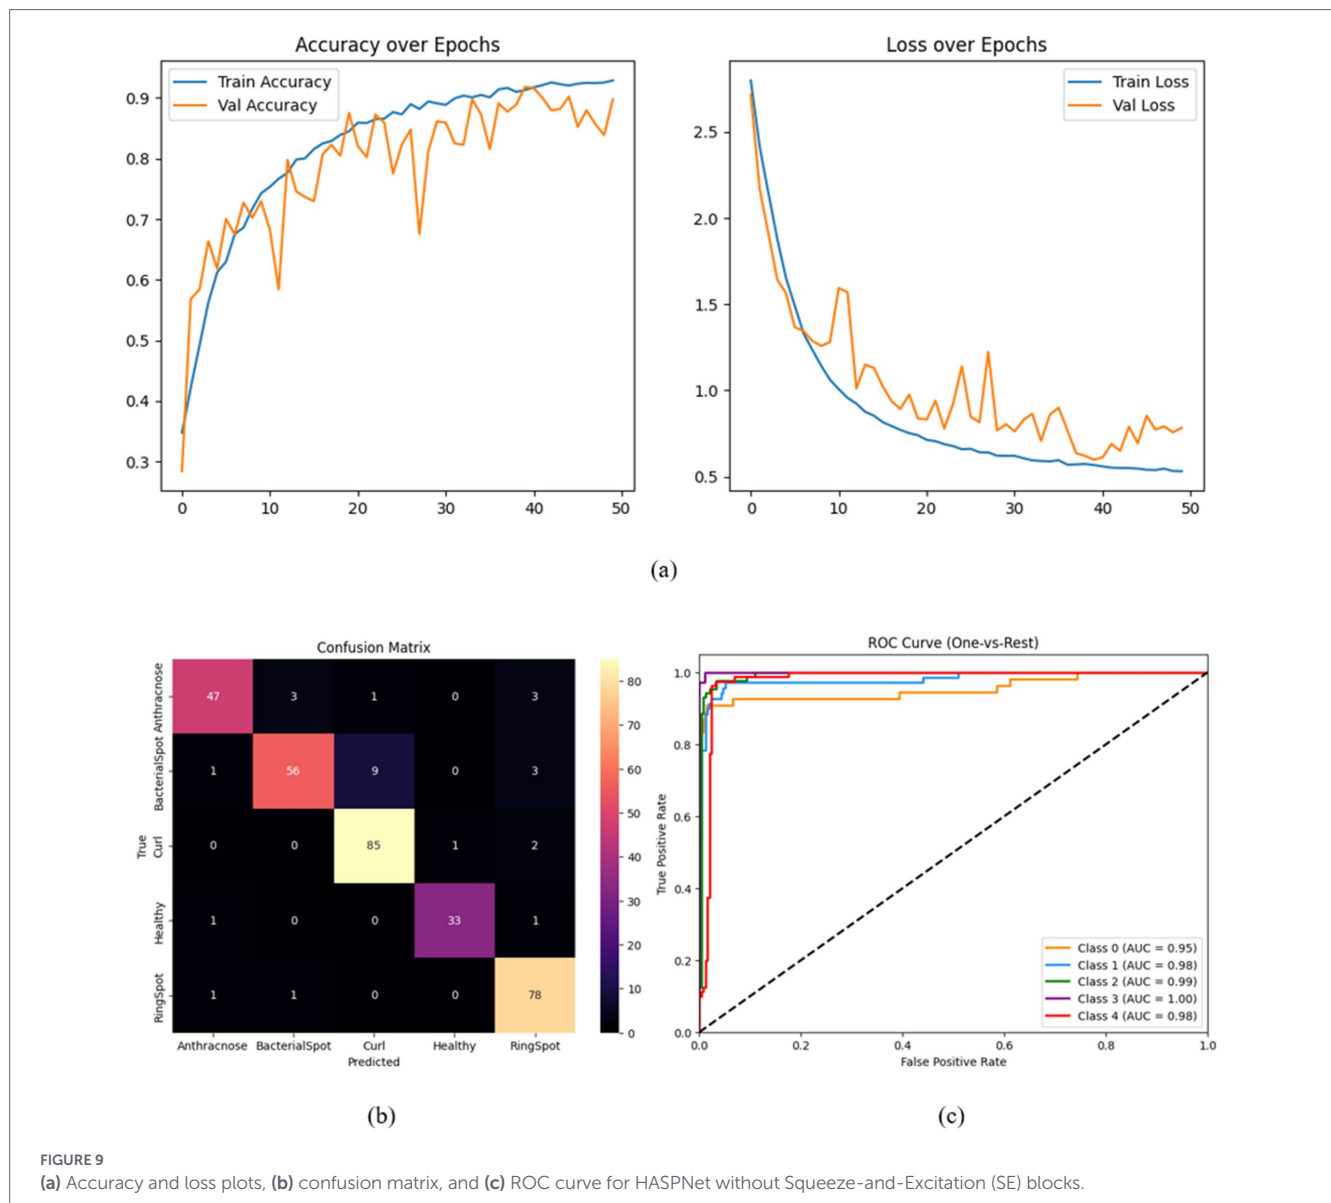 Accuracy over Epochs
Train Accuracy
Val Accuracy
0.9
0.8
0.7
0.6
0.5
0.4
0.3
0 10 20 30 40 50
Loss over Epochs
Train Loss
Val Loss
2.5
2.0
1.5
1.0
0.5
0 10 20 30 40 50
(a)
Confusion Matrix
True
Anthracnose
BacterialSpot
Curl
Healthy
RingSpot
47 3 1 0 3
1 56 9 0 3
0 0 85 1 2
1 0 0 33 1
1 1 0 0 78
Anthracnose BacterialSpot Curl Healthy RingSpot
Predicted
80
70
60
50
40
30
20
10
0
(b)
ROC Curve (One-vs-Rest)
True Positive Rate
1.0
0.8
0.6
0.4
0.2
0.0
Class 0 (AUC = 0.95)
Class 1 (AUC = 0.98)
Class 2 (AUC = 0.99)
Class 3 (AUC = 1.00)
Class 4 (AUC = 0.98)
0.0 0.2 0.4 0.6 0.8 1.0
False Positive Rate
(c)
FIGURE 9
(a) Accuracy and loss plots, (b) confusion matrix, and (c) ROC curve for HASPNet without Squeeze-and-Excitation (SE) blocks.